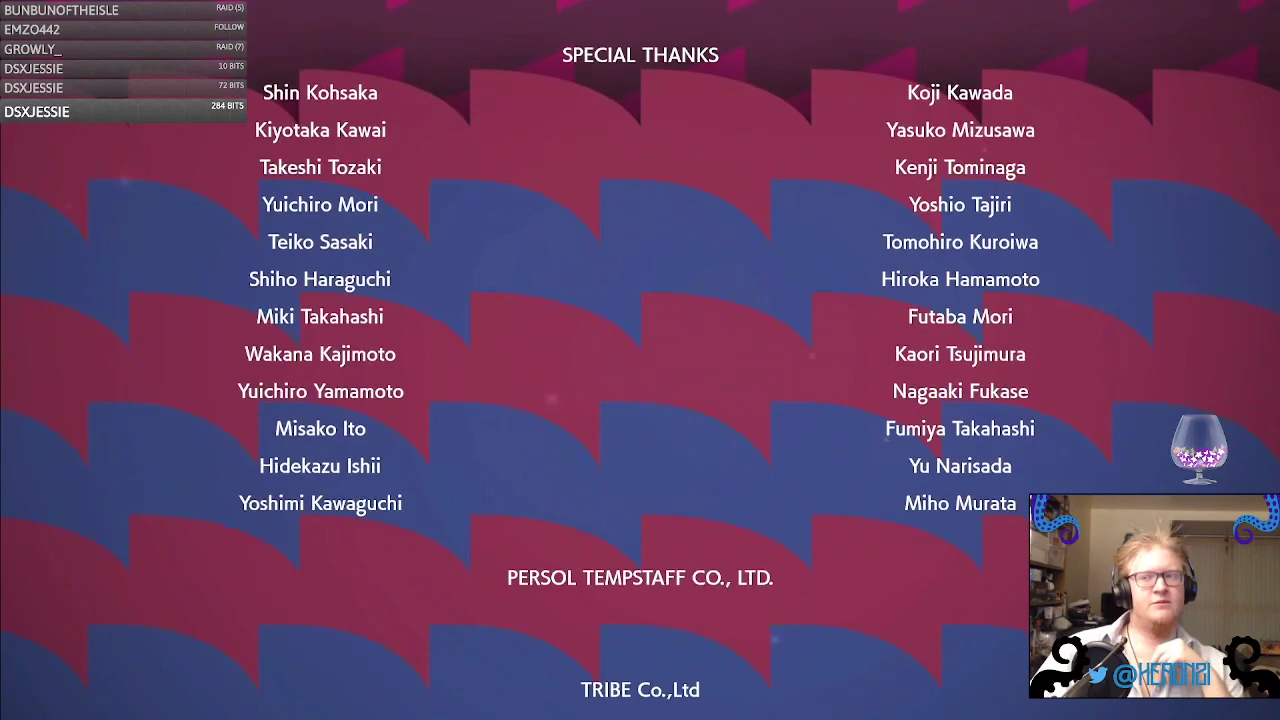 BUNBUNOFTHEISLE RAID (5)
EMZO442 FOLLOW
GROWLY_ RAID (7)
DSXJESSIE 10 BITS
DSXJESSIE 72 BITS
DSXJESSIE 284 BITS
SPECIAL THANKS
Shin Kohsaka Koji Kawada
Kiyotaka Kawai Yasuko Mizusawa
Takeshi Tozaki Kenji Tominaga
Yuichiro Mori Yoshio Tajiri
Teiko Sasaki Tomohiro Kuroiwa
Shiho Haraguchi Hiroka Hamamoto
Miki Takahashi Futaba Mori
Wakana Kajimoto Kaori Tsujimura
Yuichiro Yamamoto Nagaaki Fukase
Misako Ito Fumiya Takahashi
Hidekazu Ishii Yu Narisada
Yoshimi Kawaguchi Miho Murata
PERSOL TEMPSTAFF CO., LTD.
TRIBE Co.,Ltd